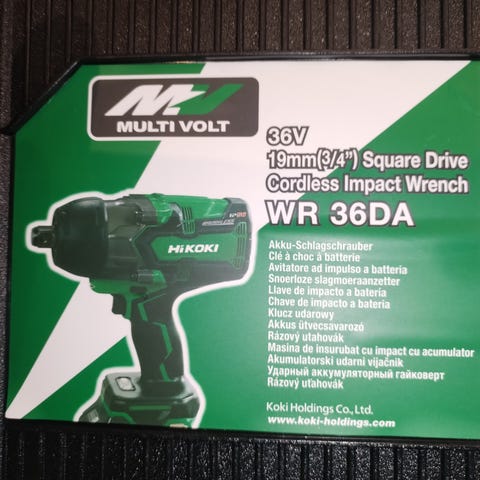 MULTI VOLT
36V
19mm(3/4") Square Drive
Cordless Impact Wrench
WR 36DA
HiKOKI
Akku-Schlagschrauber
Clé à choc à batterie
Avitatore ad impulso a batteria
Snoerloze slagmoeraanzetter
Llave de impacto a batería
Chave de impacto a bateria
Klucz udarowy
Akkus ütvecsavarozó
Rázový utahovák
Masina de insurubat cu impact cu acumulator
Akumulatorski udarni vijačnik
Ударный аккумуляторный гайковерт
Rázový uťahovák
Koki Holdings Co., Ltd.
www.koki-holdings.com